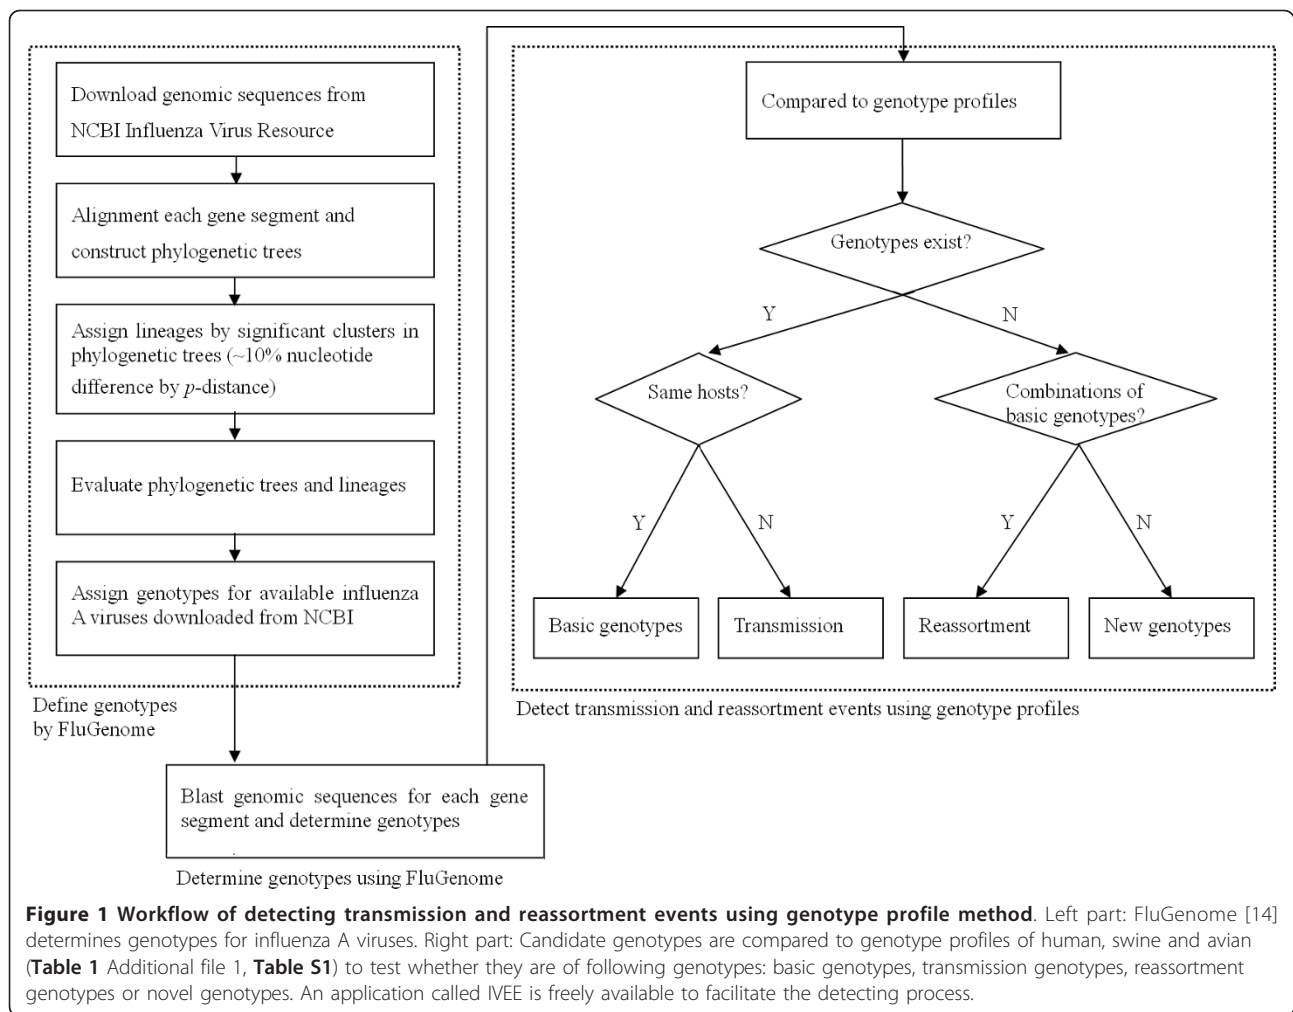 Download genomic sequences from
NCBI Influenza Virus Resource
Alignment each gene segment and
construct phylogenetic trees
Assign lineages by significant clusters in
phylogenetic trees (~10% nucleotide
difference by p-distance)
Evaluate phylogenetic trees and lineages
Assign genotypes for available influenza
A viruses downloaded from NCBI
Define genotypes
by FluGenome
Blast genomic sequences for each gene
segment and determine genotypes
Determine genotypes using FluGenome
Compared to genotype profiles
Genotypes exist?
Y
N
Same hosts?
Combinations of
basic genotypes?
Y
N
Y
N
Basic genotypes
Transmission
Reassortment
New genotypes
Detect transmission and reassortment events using genotype profiles
Figure 1 Workflow of detecting transmission and reassortment events using genotype profile method. Left part: FluGenome [14]
determines genotypes for influenza A viruses. Right part: Candidate genotypes are compared to genotype profiles of human, swine and avian
(Table 1 Additional file 1, Table S1) to test whether they are of following genotypes: basic genotypes, transmission genotypes, reassortment
genotypes or novel genotypes. An application called IVEE is freely available to facilitate the detecting process.